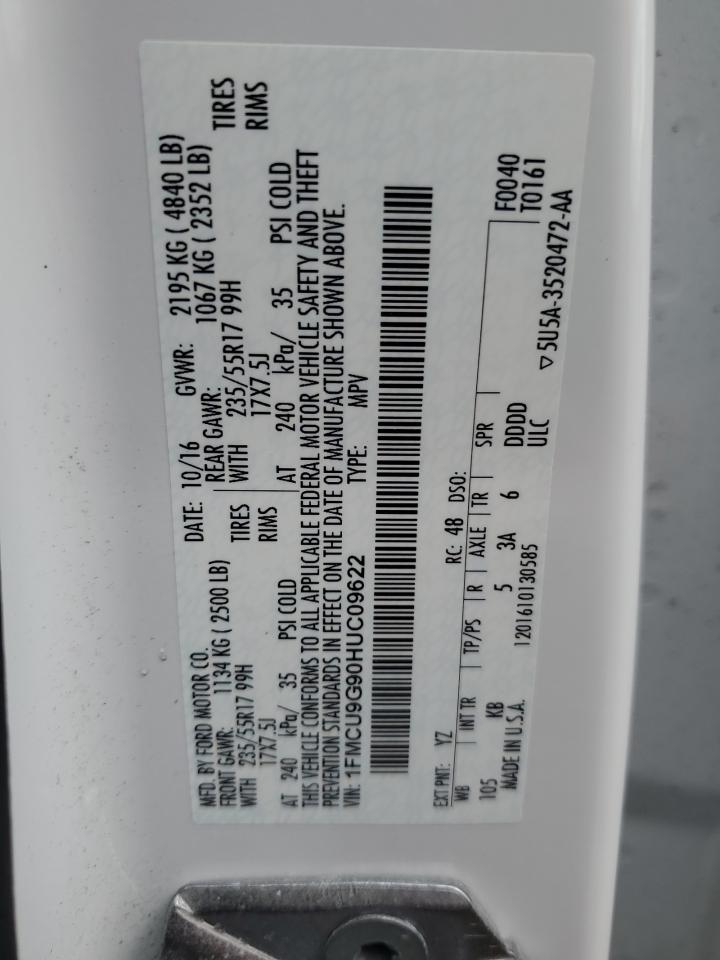 MFD. BY FORD MOTOR CO. DATE: 10/16 GVWR: 2195 KG ( 4840 LB)
FRONT GAWR: 1134 KG ( 2500 LB) REAR GAWR: 1067 KG ( 2352 LB)
WITH 235/55R17 99H TIRES WITH 235/55R17 99H TIRES
17X7.5J RIMS 17X7.5J RIMS
AT 240 kPa/ 35 PSI COLD AT 240 kPa/ 35 PSI COLD
THIS VEHICLE CONFORMS TO ALL APPLICABLE FEDERAL MOTOR VEHICLE SAFETY AND THEFT
PREVENTION STANDARDS IN EFFECT ON THE DATE OF MANUFACTURE SHOWN ABOVE.
VIN: 1FMCU9G90HUC09622 TYPE: MPV
EXT PNT: YZ RC: 48 DSO: F0040
WB INT TR TP/PS R AXLE TR SPR T0161
105 KB 5 3A 6 DDDD
MADE IN U.S.A. 1201610130585 ULC ▽5U5A-3520472-AA